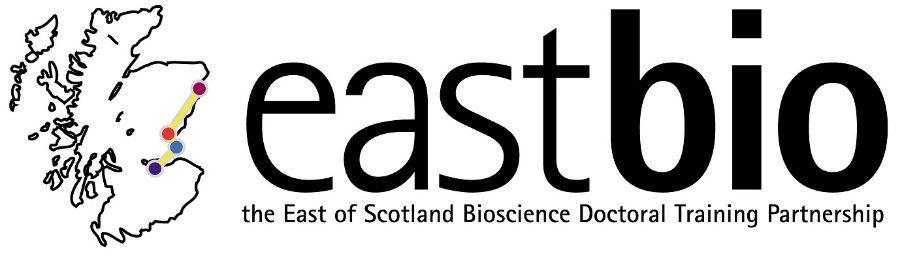 eastbio
the East of Scotland Bioscience Doctoral Training Partnership